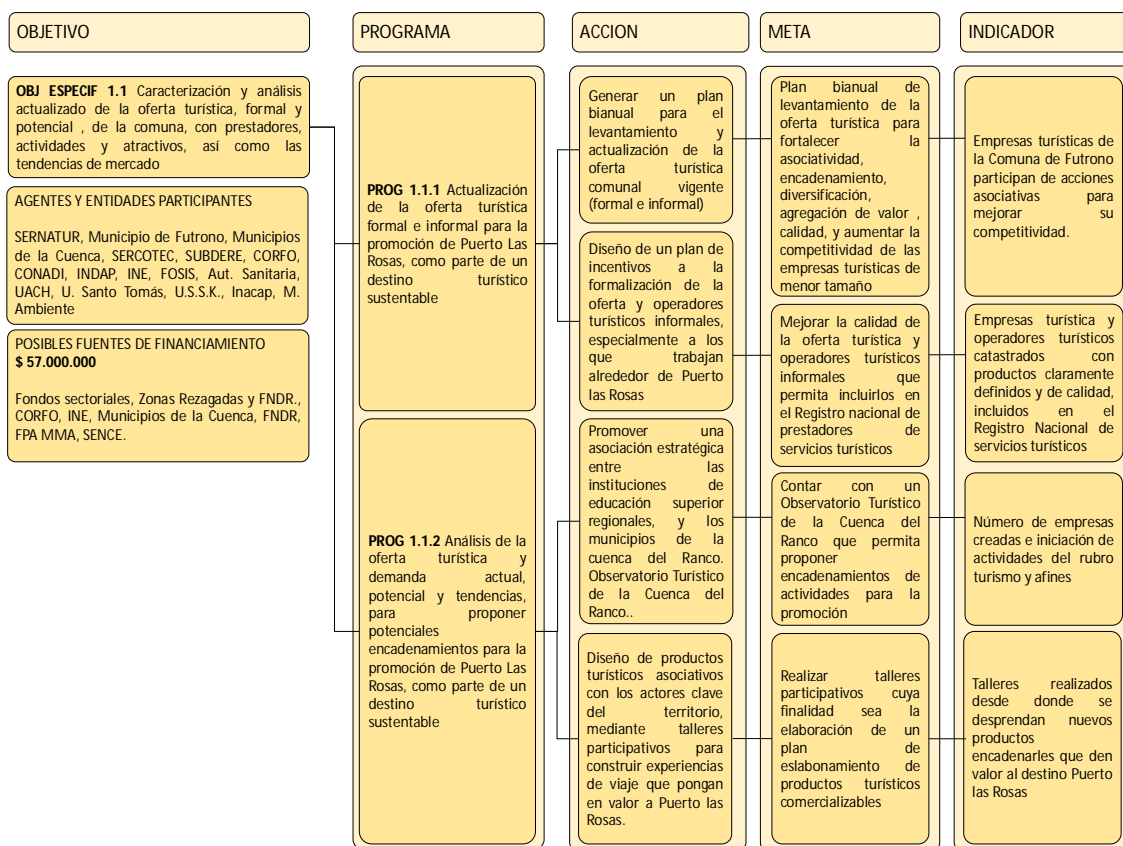 OBJETIVO
PROGRAMA
ACCION
META
INDICADOR
OBJ ESPECIF 1.1 Caracterización y análisis
actualizado de la oferta turística, formal y
potencial , de la comuna, con prestadores,
actividades y atractivos, así como las
tendencias de mercado
AGENTES Y ENTIDADES PARTICIPANTES
SERNATUR, Municipio de Futrono, Municipios
de la Cuenca, SERCOTEC, SUBDERE, CORFO,
CONADI, INDAP, INE, FOSIS, Aut. Sanitaria,
UACH, U. Santo Tomás, U.S.S.K., Inacap, M.
Ambiente
POSIBLES FUENTES DE FINANCIAMIENTO
$ 57.000.000
Fondos sectoriales, Zonas Rezagadas y FNDR.,
CORFO, INE, Municipios de la Cuenca, FNDR,
FPA MMA, SENCE.
PROG 1.1.1 Actualización
de la oferta turística
formal e informal para la
promoción de Puerto Las
Rosas, como parte de un
destino turístico
sustentable
PROG 1.1.2 Análisis de la
oferta turística y
demanda actual,
potencial y tendencias,
para proponer
potenciales
encadenamientos para la
promoción de Puerto Las
Rosas, como parte de un
destino turístico
sustentable
Generar un plan
bianual para el
levantamiento y
actualización de la
oferta turística
comunal vigente
(formal e informal)
Diseño de un plan de
incentivos a la
formalización de la
oferta y operadores
turísticos informales,
especialmente a los
que trabajan
alrededor de Puerto
las Rosas
Promover una
asociación estratégica
entre las
instituciones de
educación superior
regionales, y los
municipios de la
cuenca del Ranco.
Observatorio Turístico
de la Cuenca del
Ranco..
Diseño de productos
turísticos asociativos
con los actores clave
del territorio,
mediante talleres
participativos para
construir experiencias
de viaje que pongan
en valor a Puerto las
Rosas.
Plan bianual de
levantamiento de la
oferta turística para
fortalecer la
asociatividad,
encadenamiento,
diversificación,
agregación de valor ,
calidad, y aumentar la
competitividad de las
empresas turísticas de
menor tamaño
Mejorar la calidad de
la oferta turística y
operadores turísticos
informales que
permita incluirlos en
el Registro nacional de
prestadores de
servicios turísticos
Contar con un
Observatorio Turístico
de la Cuenca del
Ranco que permita
proponer
encadenamientos de
actividades para la
promoción
Realizar talleres
participativos cuya
finalidad sea la
elaboración de un
plan de
eslabonamiento de
productos turísticos
comercializables
Empresas turísticas de
la Comuna de Futrono
participan de acciones
asociativas para
mejorar su
competitividad.
Empresas turística y
operadores turísticos
catastrados con
productos claramente
definidos y de calidad,
incluidos en el
Registro Nacional de
servicios turísticos
Número de empresas
creadas e iniciación de
actividades del rubro
turismo y afines
Talleres realizados
desde donde se
desprendan nuevos
productos
encadenarles que den
valor al destino Puerto
las Rosas